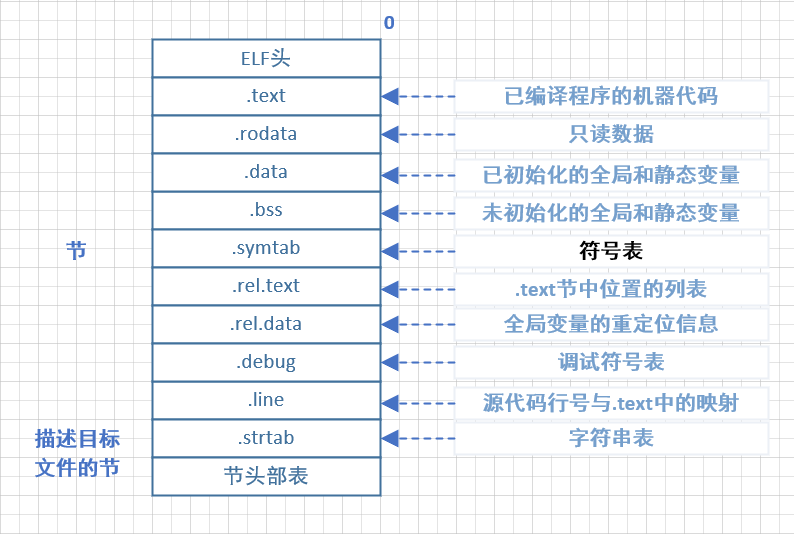 0
ELF头
.text
已编译程序的机器代码
.rodata
只读数据
.data
已初始化的全局和静态变量
.bss
未初始化的全局和静态变量
节
.symtab
符号表
.rel.text
.text节中位置的列表
.rel.data
全局变量的重定位信息
.debug
调试符号表
.line
源代码行号与.text中的映射
描述目标
文件的节
.strtab
字符串表
节头部表